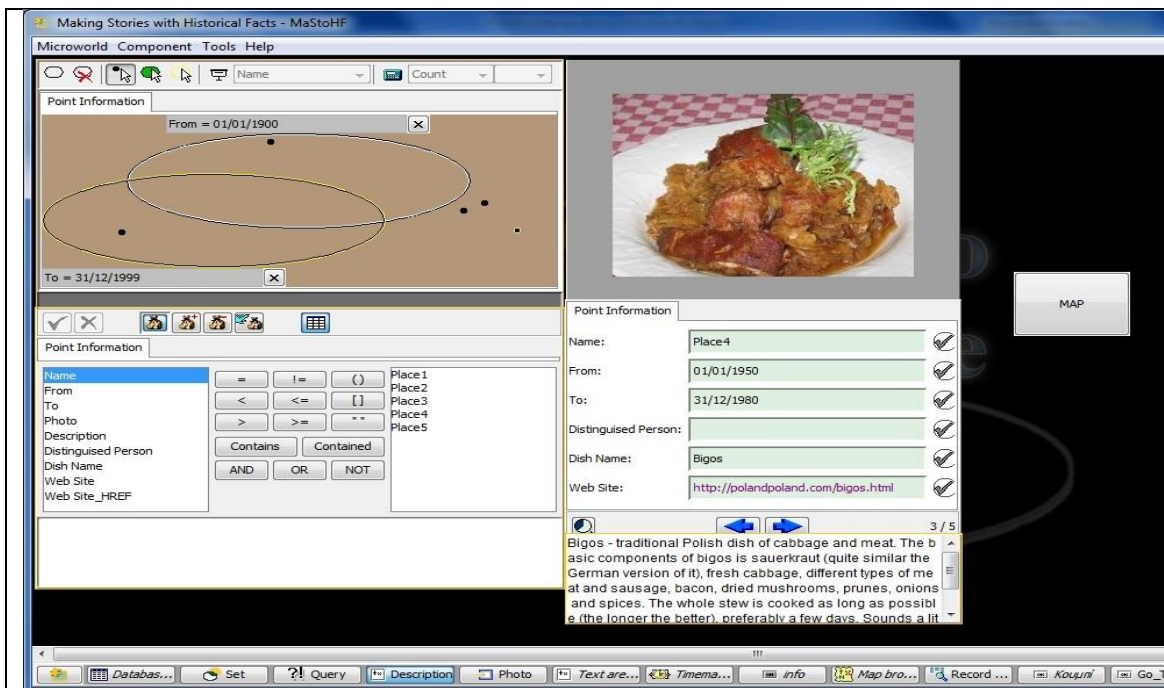 Making Stories with Historical Facts - MaStoHF
Microworld Component Tools Help
Name
Count
Point Information
From = 01/01/1900
To = 31/12/1999
Point Information
Name
From
To
Photo
Description
Distinguised Person
Dish Name
Web Site
Web Site_HREF
= != ()
< <= []
> >= " "
Contains Contained
AND OR NOT
Place1
Place2
Place3
Place4
Place5
Point Information
Name: Place4
From: 01/01/1950
To: 31/12/1980
Distinguised Person:
Dish Name: Bigos
Web Site: http://polandpoland.com/bigos.html
3 / 5
Bigos - traditional Polish dish of cabbage and meat. The b
asic components of bigos is sauerkraut (quite similar the
German version of it), fresh cabbage, different types of me
at and sausage, bacon, dried mushrooms, prunes, onions
and spices. The whole stew is cooked as long as possibl
e (the longer the better), preferably a few days. Sounds a lit
MAP
Databas... Set Query Description Photo Text are... Timema... info Map bro... Record ... Κουμπί Go_T